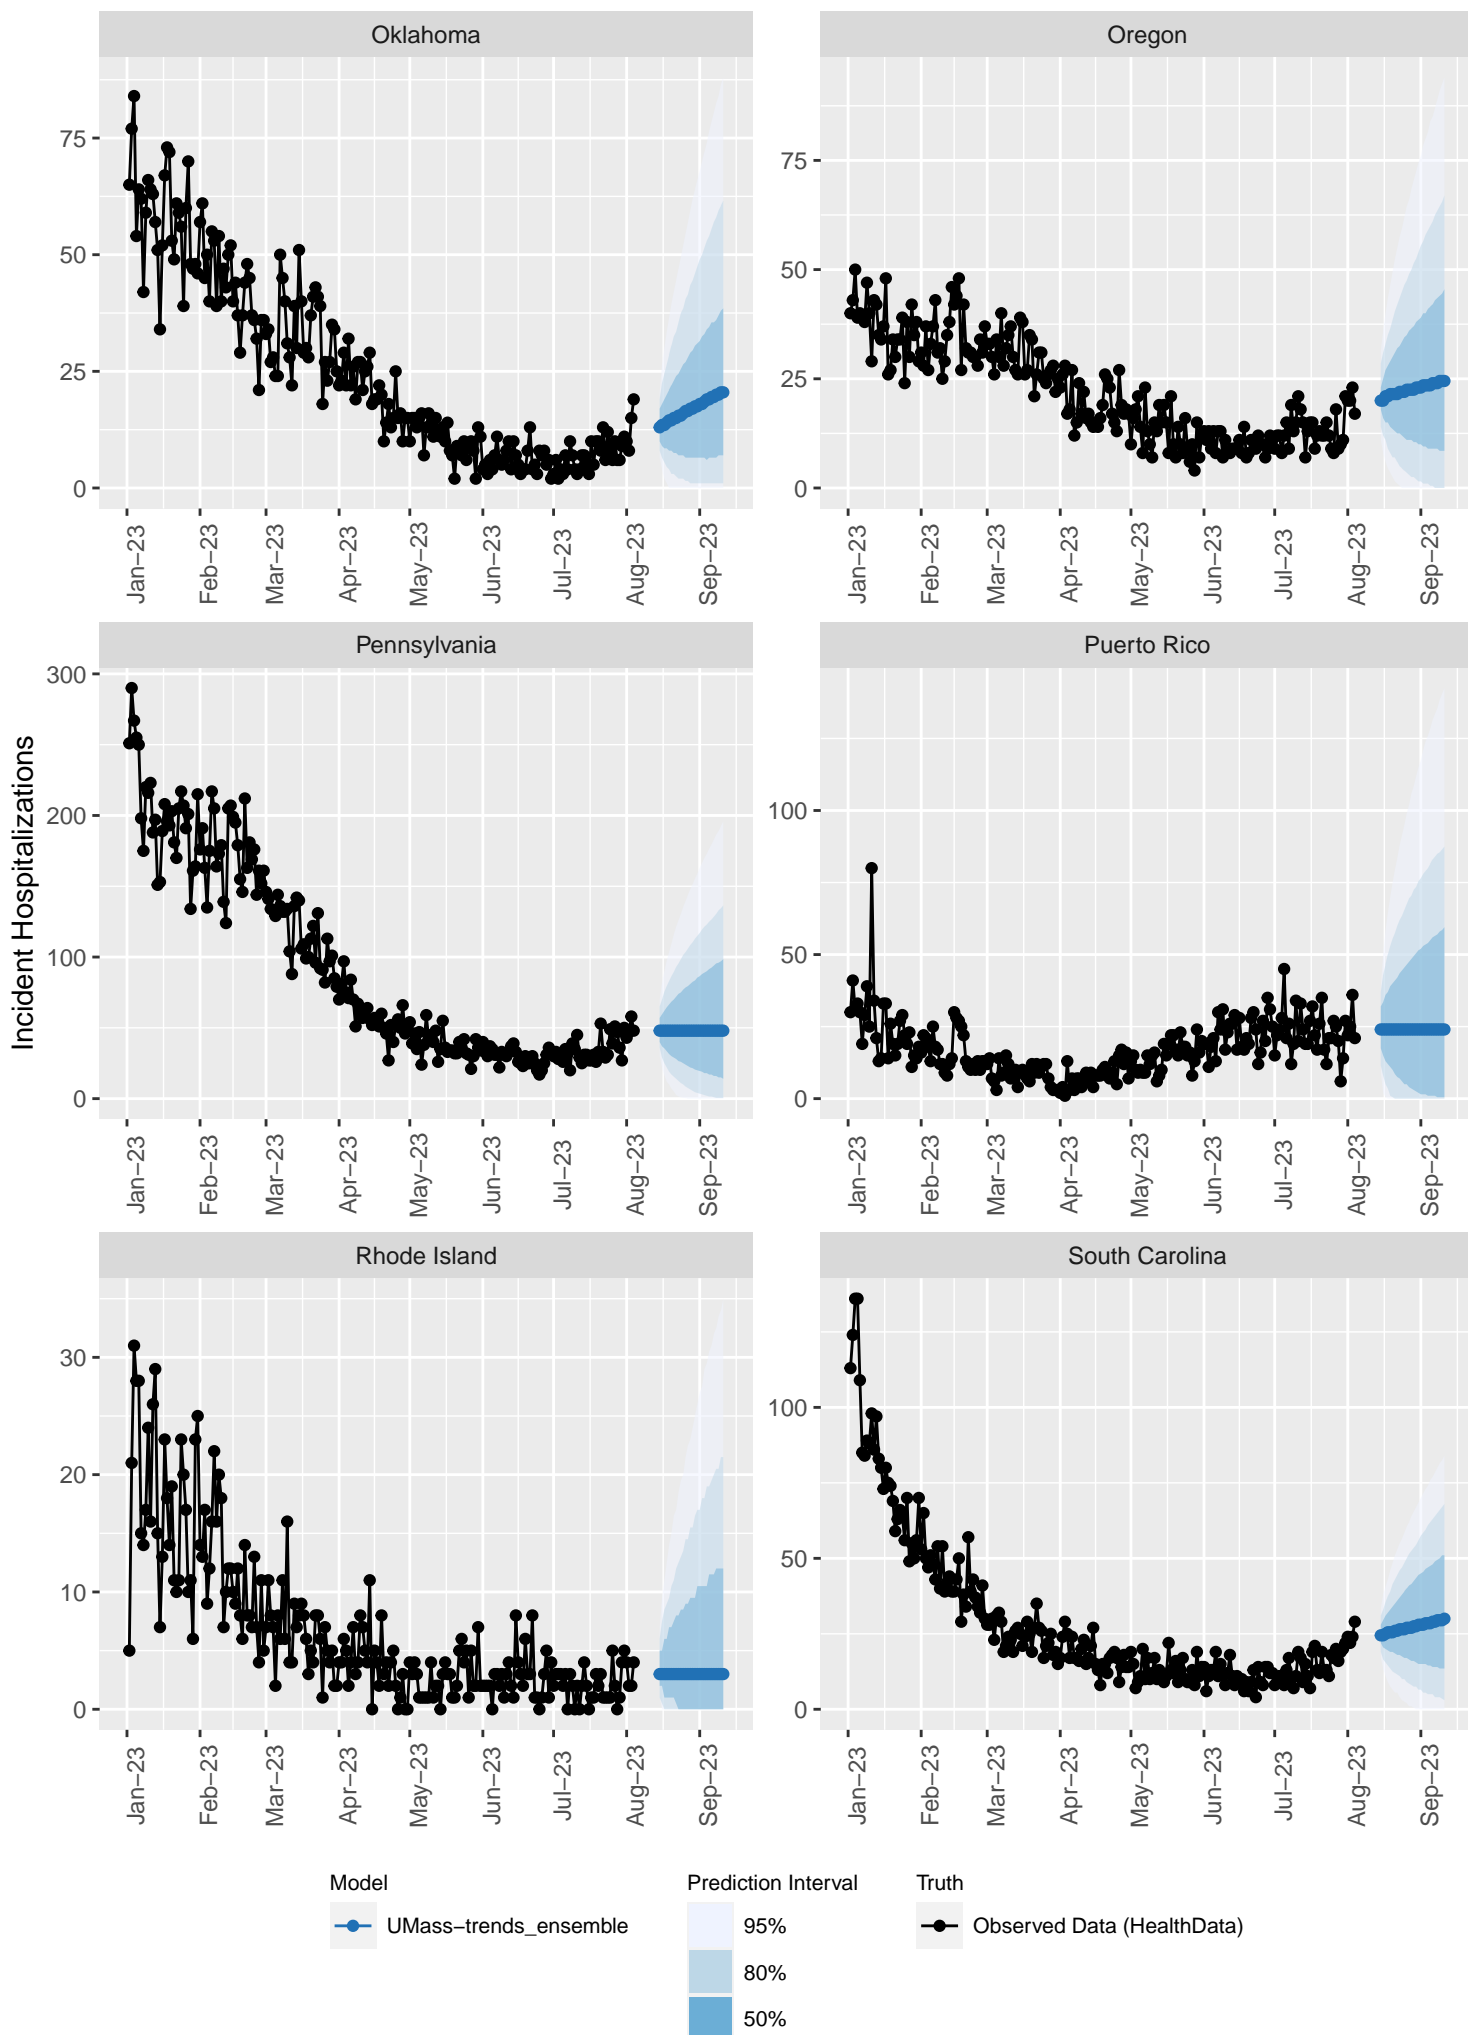 Oklahoma
Oregon
75
50
25
0
75
50
25
0
Jan−23 Feb−23 Mar−23 Apr−23 May−23 Jun−23 Jul−23 Aug−23 Sep−23
Jan−23 Feb−23 Mar−23 Apr−23 May−23 Jun−23 Jul−23 Aug−23 Sep−23
Pennsylvania
Puerto Rico
Incident Hospitalizations
300
200
100
0
100
50
0
Jan−23 Feb−23 Mar−23 Apr−23 May−23 Jun−23 Jul−23 Aug−23 Sep−23
Jan−23 Feb−23 Mar−23 Apr−23 May−23 Jun−23 Jul−23 Aug−23 Sep−23
Rhode Island
South Carolina
30
20
10
0
100
50
0
Jan−23 Feb−23 Mar−23 Apr−23 May−23 Jun−23 Jul−23 Aug−23 Sep−23
Jan−23 Feb−23 Mar−23 Apr−23 May−23 Jun−23 Jul−23 Aug−23 Sep−23
Model
UMass−trends_ensemble
Prediction Interval
95%
80%
50%
Truth
Observed Data (HealthData)